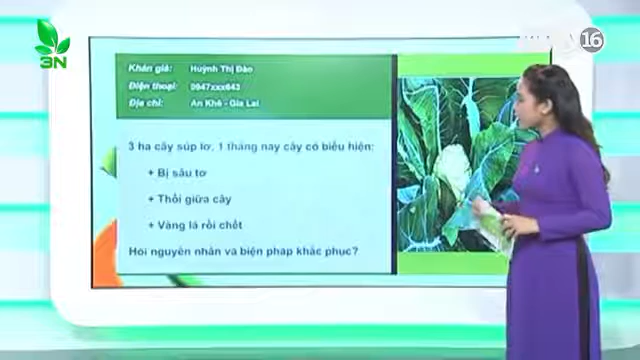 3N
16
Khán giả: Huỳnh Thị Đào
Điện thoại: 0947xxx643
Địa chỉ: An Khê - Gia Lai
3 ha cây súp lơ, 1 tháng nay cây có biểu hiện:
+ Bị sâu tơ
+ Thối giữa cây
+ Vàng lá rồi chết
Hỏi nguyên nhân và biện pháp khắc phục?